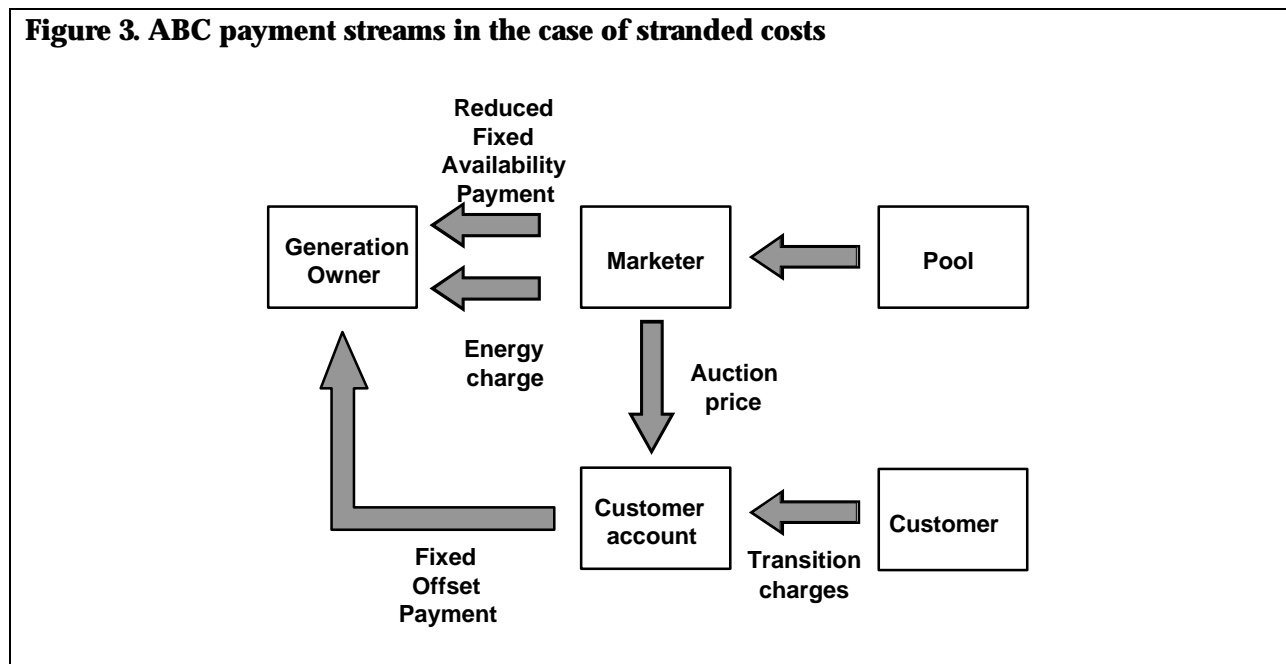 Figure 3. ABC payment streams in the case of stranded costs
Reduced
Fixed
Availability
Payment
Generation
Owner
Marketer
Pool
Energy
charge
Auction
price
Customer
account
Customer
Fixed
Offset
Payment
Transition
charges